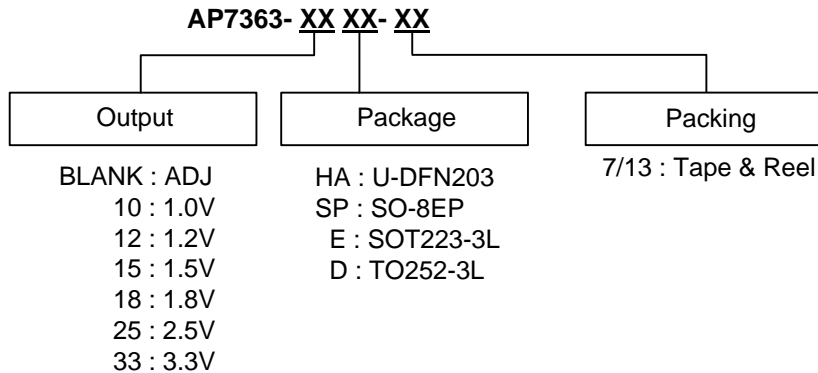 AP7363- XX XX- XX
Output
Package
Packing
BLANK : ADJ
10 : 1.0V
12 : 1.2V
15 : 1.5V
18 : 1.8V
25 : 2.5V
33 : 3.3V
HA : U-DFN203
SP : SO-8EP
E : SOT223-3L
D : TO252-3L
7/13 : Tape & Reel